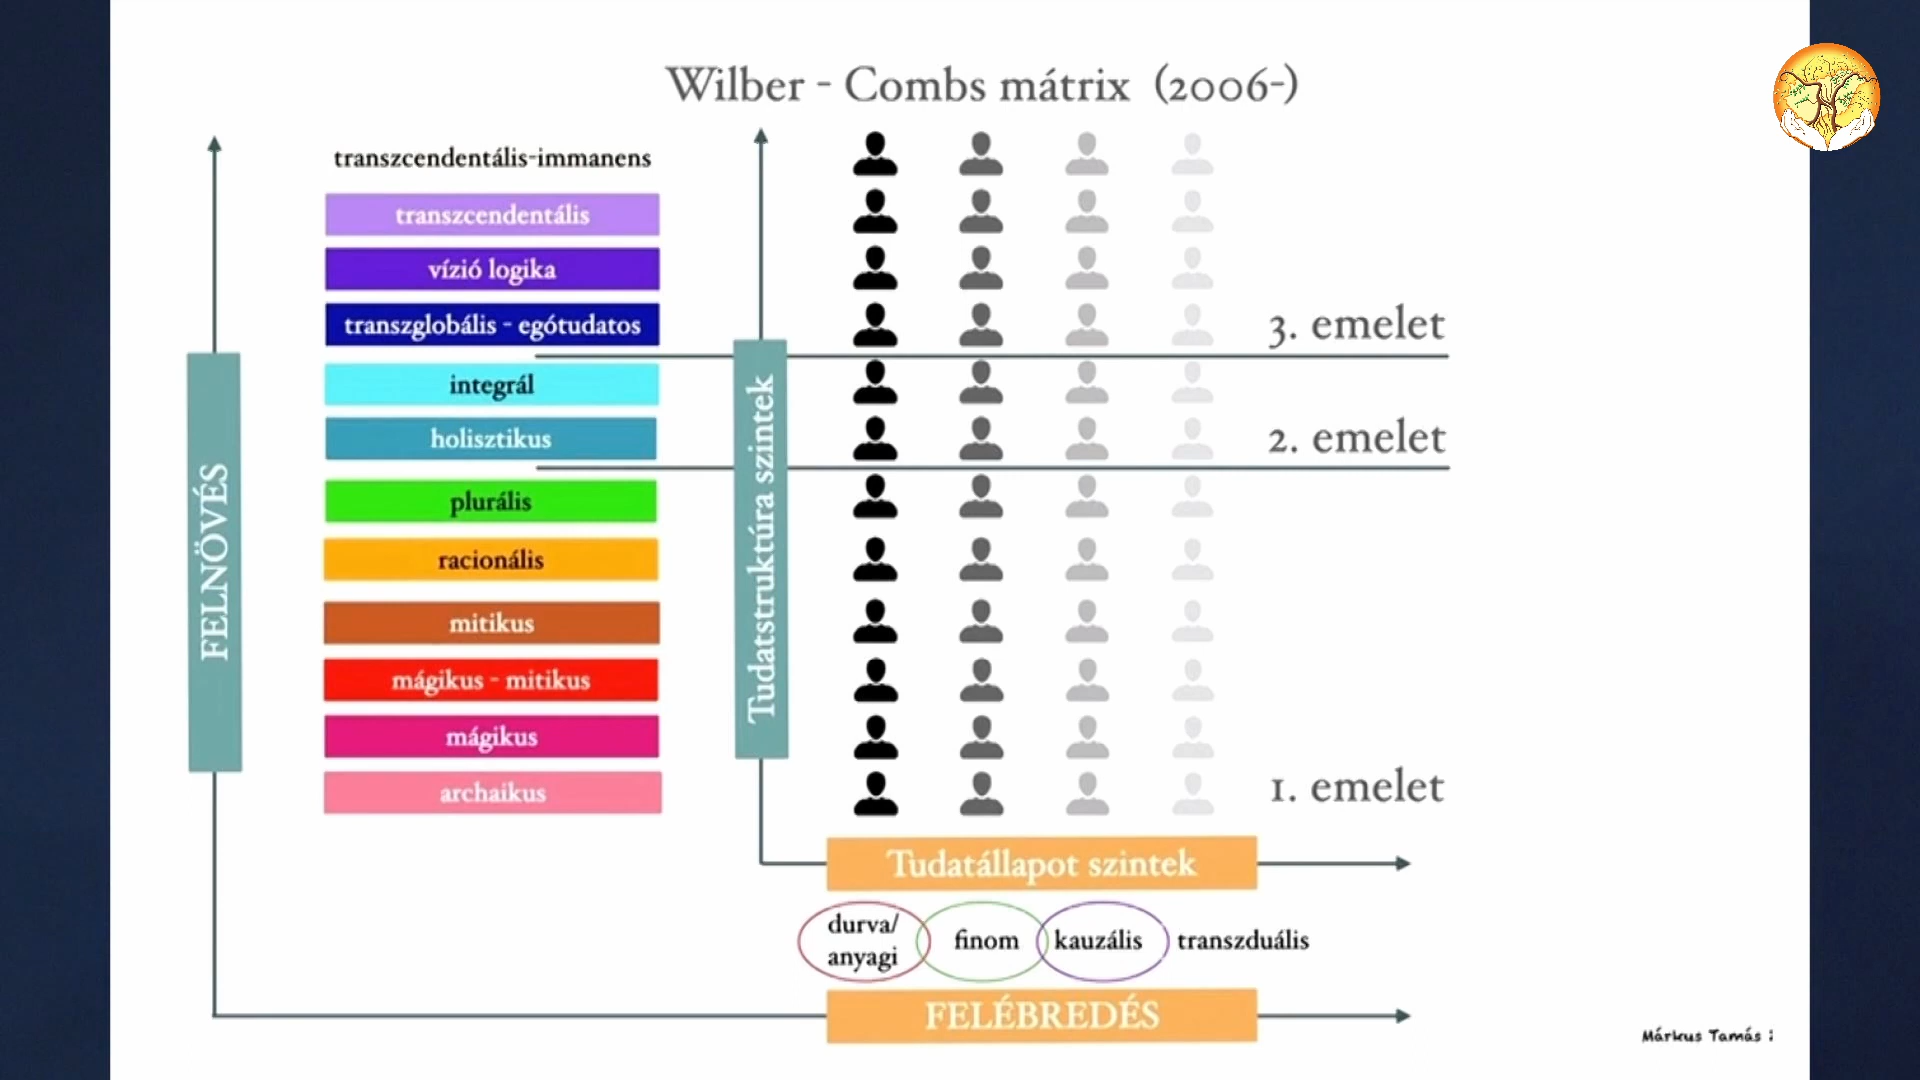 Wilber - Combs mátrix (2006-)
transzcendentális-immanens
transzcendentális
vízió logika
transzglobális - egótudatos
3. emelet
integrál
holisztikus
2. emelet
plurális
racionális
mitikus
mágikus - mitikus
mágikus
archaikus
1. emelet
FELNÖVÉS
Tudatstruktúra szintek
Tudatállapot szintek
durva/
anyagi
finom
kauzális
transzduális
FELÉBREDÉS
Márkus Tamás